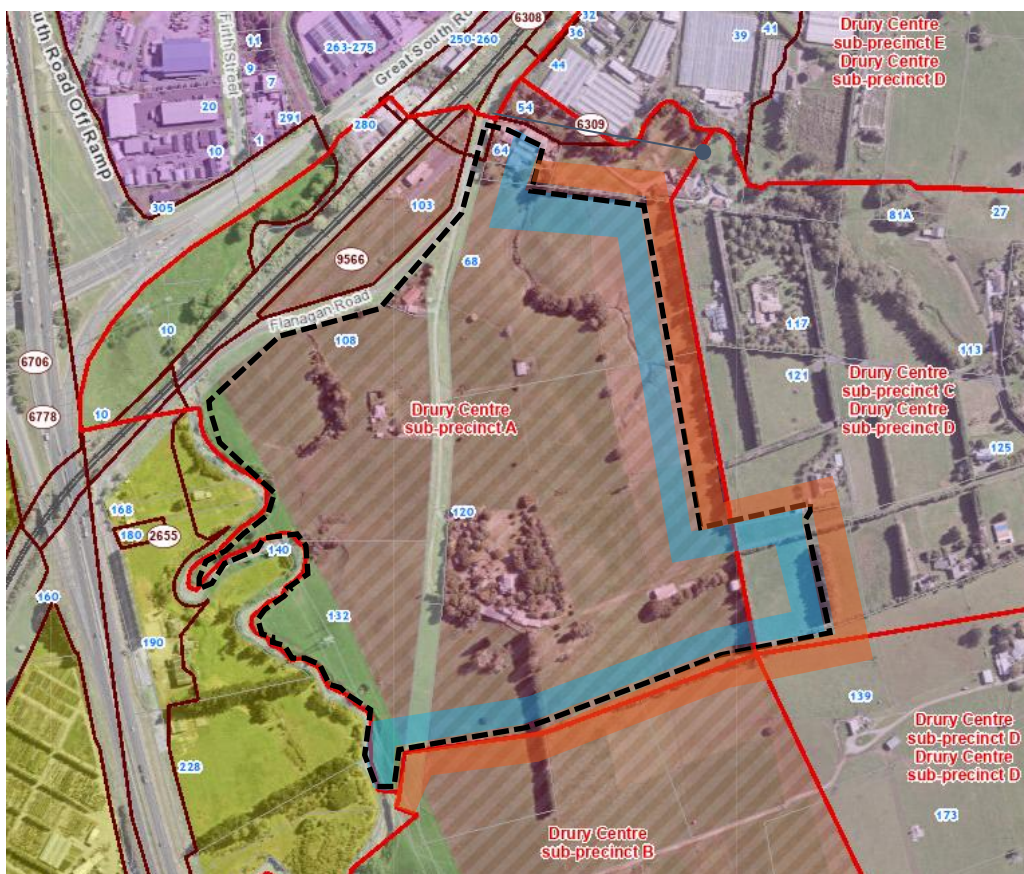 uth Road Off Ramp
Firth Street
11
9
7
263-275
Great South Ro
250-260
6308
32
36
44
39
41
Drury Centre
sub-precinct E
Drury Centre
sub-precinct D
20
10
1
291
280
54
6309
64
305
103
68
81A
27
9566
Flanagan Road
108
10
10
6706
6778
117
113
121
Drury Centre
sub-precinct A
Drury Centre
sub-precinct C
Drury Centre
sub-precinct D
125
168
180
2655
120
140
160
132
190
139
Drury Centre
sub-precinct D
Drury Centre
sub-precinct D
228
173
Drury Centre
sub-precinct B